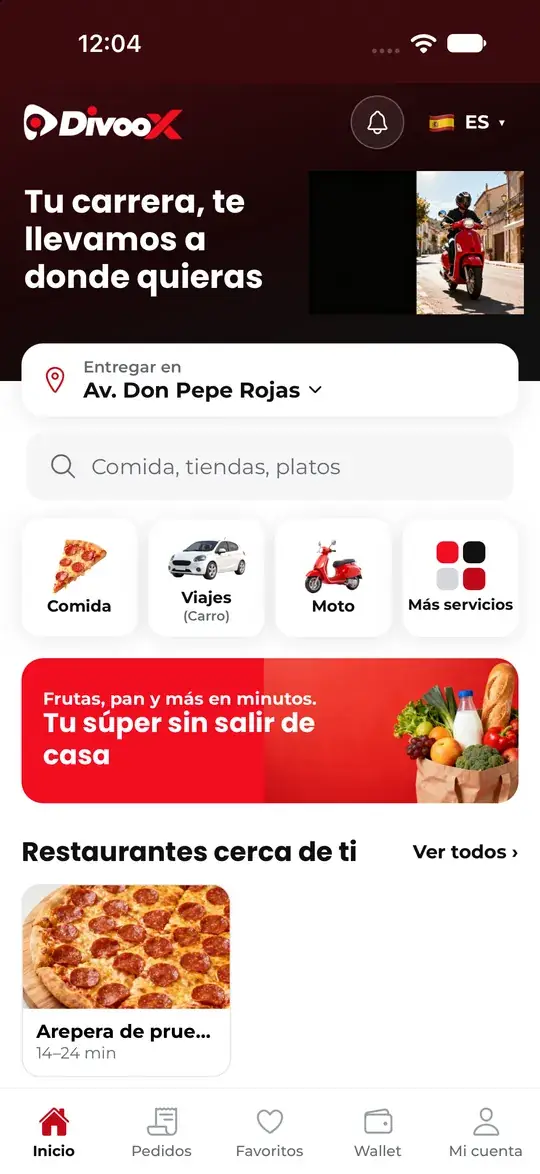 12:04
DivooX
ES
Tu carrera, te
llevamos a
donde quieras
Entregar en
Av. Don Pepe Rojas
Comida, tiendas, platos
Comida
Viajes
(Carro)
Moto
Más servicios
Frutas, pan y más en minutos.
Tu súper sin salir de
casa
Restaurantes cerca de ti
Ver todos ›
Arepera de prue...
14–24 min
Inicio
Pedidos
Favoritos
Wallet
Mi cuenta